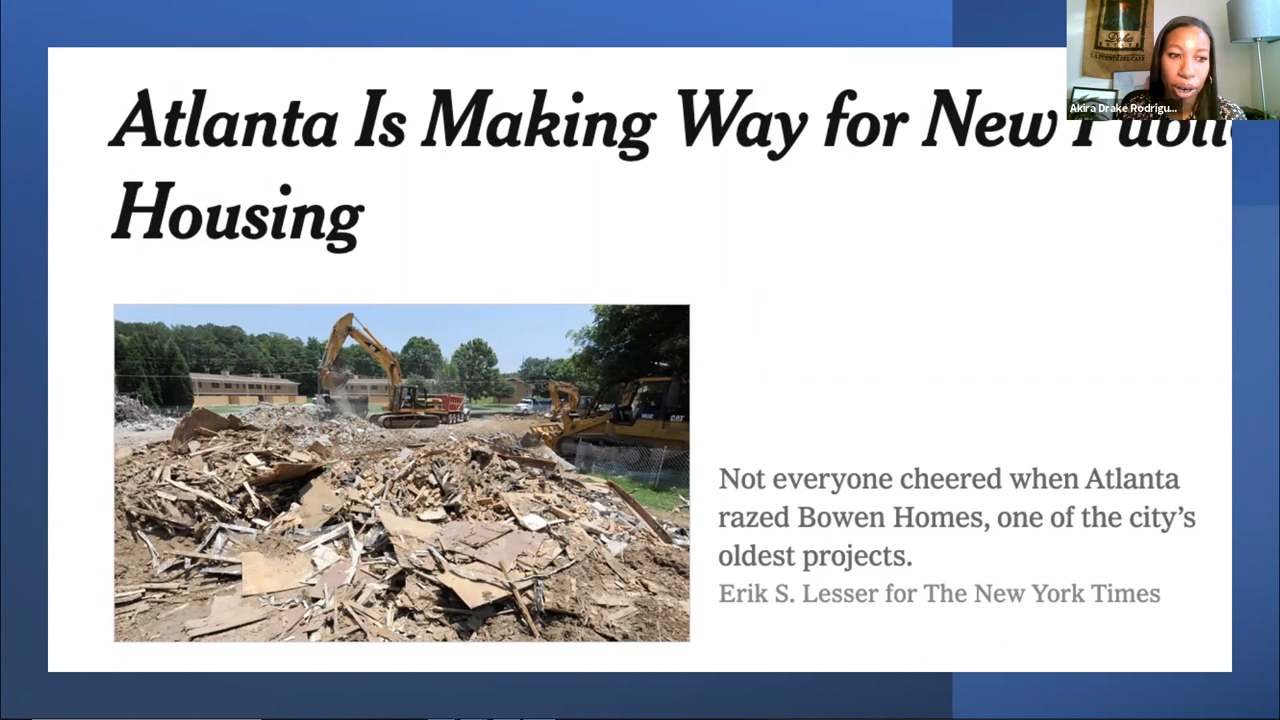 Atlanta Is Making Way for New Public
Housing
Not everyone cheered when Atlanta
razed Bowen Homes, one of the city’s
oldest projects.
Erik S. Lesser for The New York Times
Akira Drake Rodrigu...
CAT